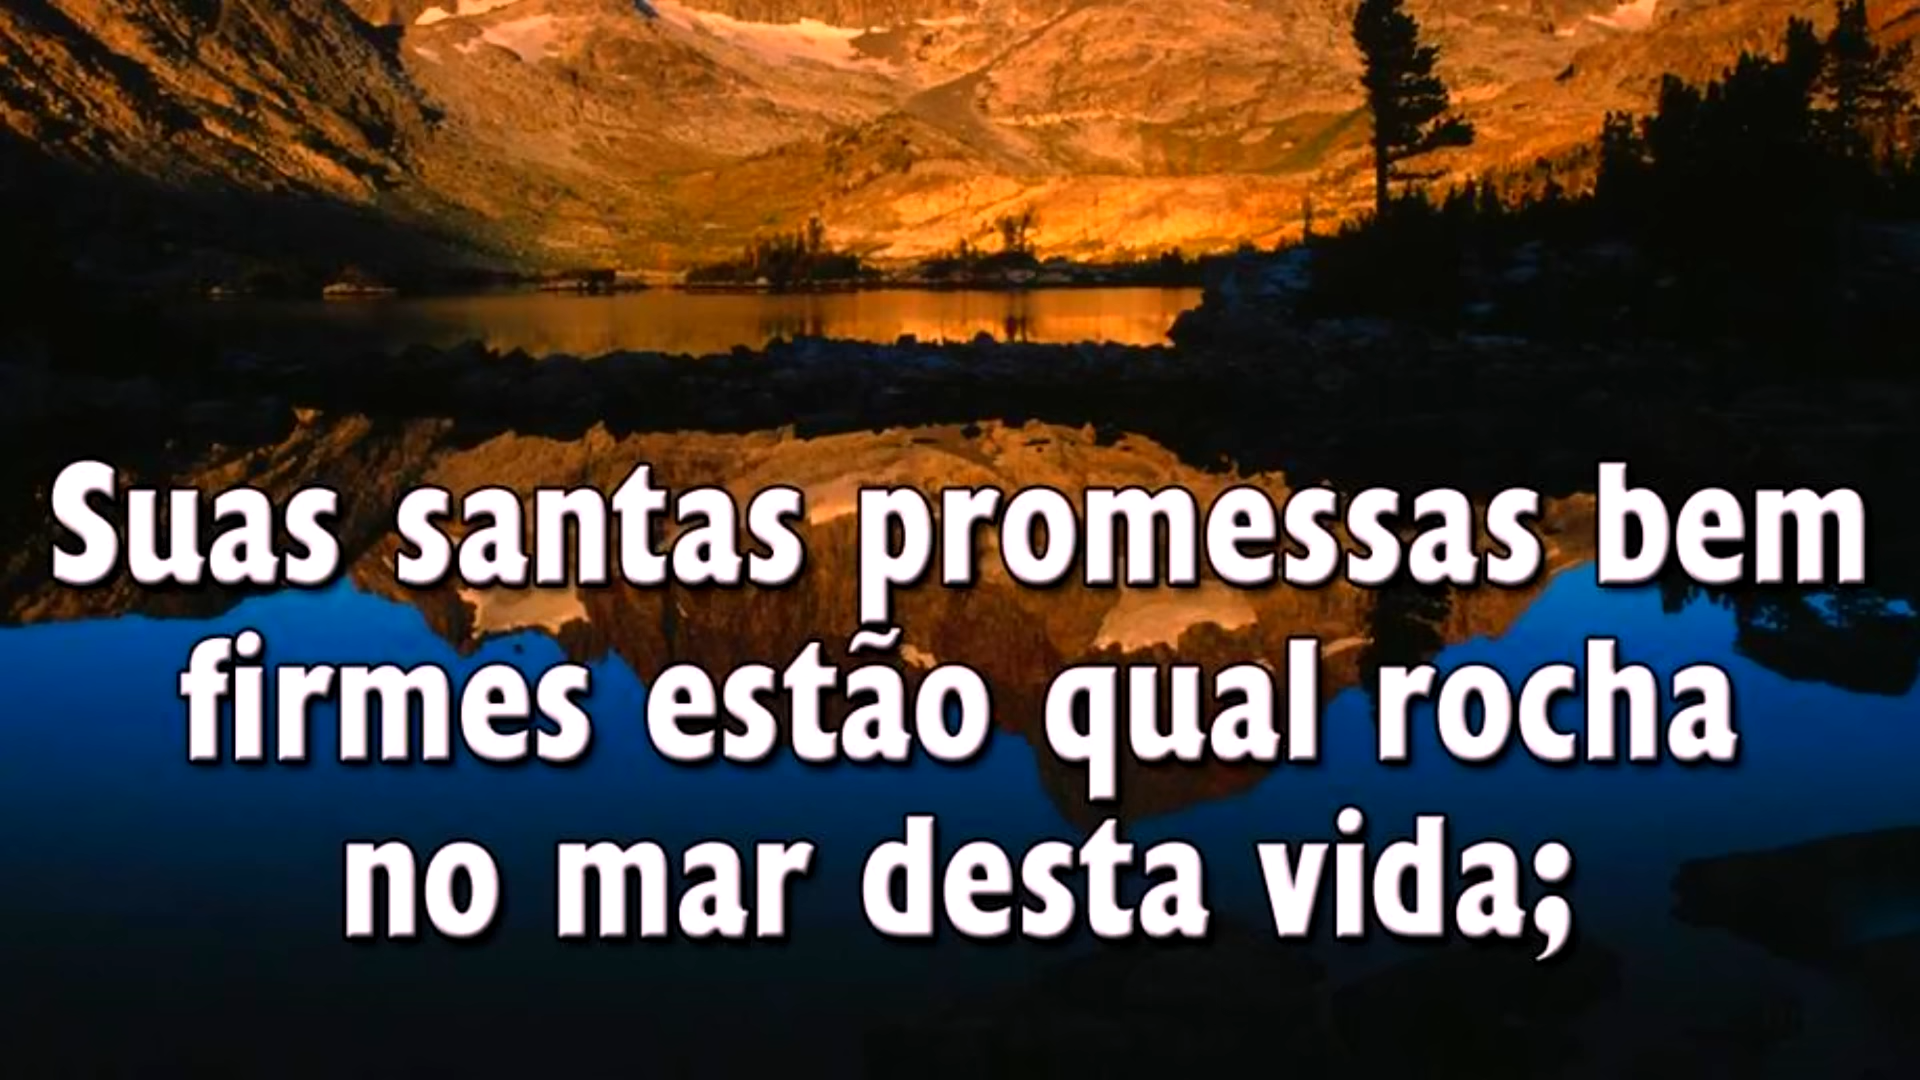 Suas santas promessas bem
firmes estão qual rocha
no mar desta vida;